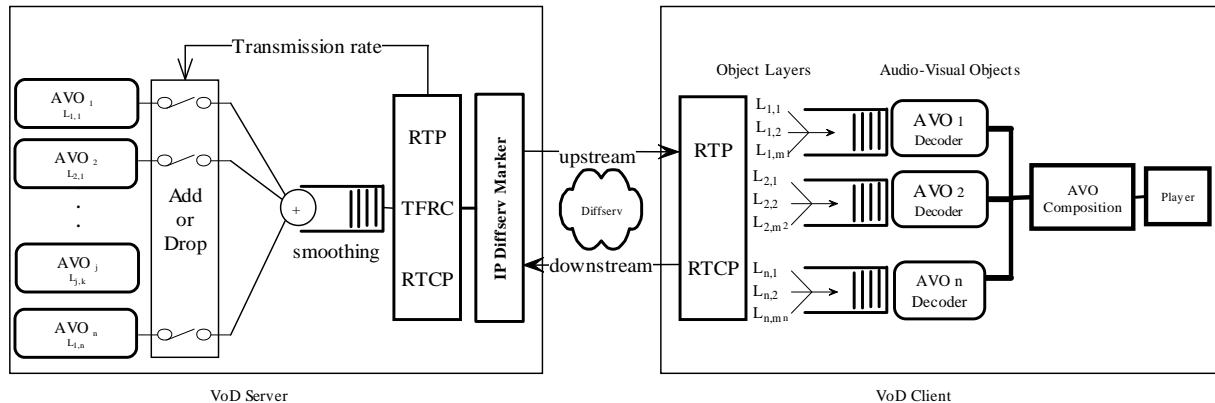 Transmission rate
AVO 1
L1,1
AVO 2
L2,1
.
.
.
AVO j
Lj,k
AVO n
L1,n
Add
or
Drop
+
smoothing
RTP
TFRC
RTCP
IP Diffserv Marker
upstream
Diffserv
downstream
VoD Server
Object Layers
Audio-Visual Objects
RTP
RTCP
L1,1
L1,2
L1,m1
AVO 1
Decoder
L2,1
L2,2
L2,m2
AVO 2
Decoder
Ln,1
Ln,2
Ln,mn
AVO n
Decoder
AVO
Composition
Player
VoD Client